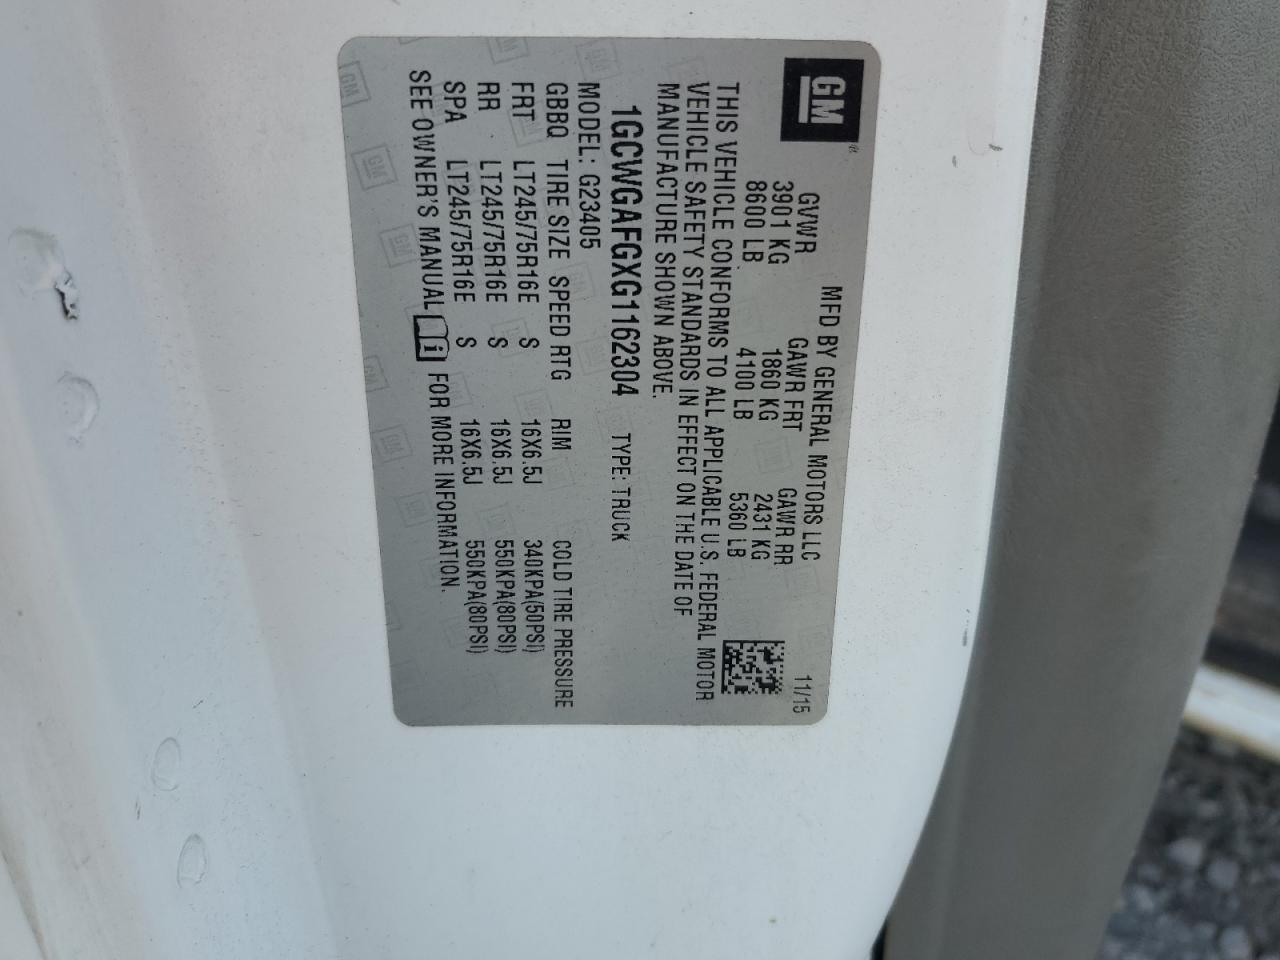 GM
MFD BY GENERAL MOTORS LLC 11/15
GVWR GAWR FRT GAWR RR
3901 KG 1860 KG 2431 KG
8600 LB 4100 LB 5360 LB
THIS VEHICLE CONFORMS TO ALL APPLICABLE U.S. FEDERAL MOTOR
VEHICLE SAFETY STANDARDS IN EFFECT ON THE DATE OF
MANUFACTURE SHOWN ABOVE.
1GCWGAFGXG1162304 TYPE: TRUCK
MODEL: G23405
GBBQ TIRE SIZE SPEED RTG RIM COLD TIRE PRESSURE
FRT LT245/75R16E S 16X6.5J 340KPA(50PSI)
RR LT245/75R16E S 16X6.5J 550KPA(80PSI)
SPA LT245/75R16E S 16X6.5J 550KPA(80PSI)
SEE OWNER'S MANUAL i FOR MORE INFORMATION.